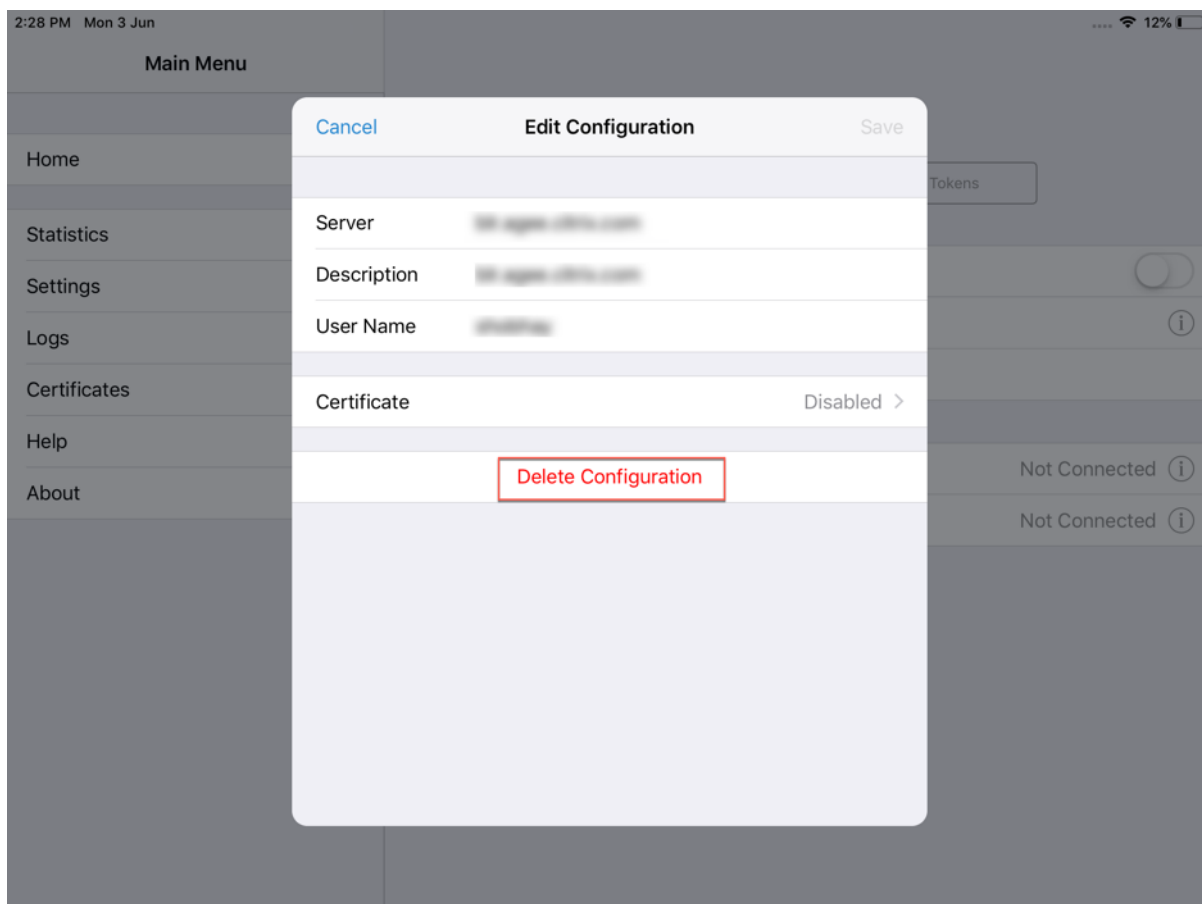 2:28 PM Mon 3 Jun
12%
Main Menu
Home
Statistics
Settings
Logs
Certificates
Help
About
Cancel
Edit Configuration
Save
Server
Description
User Name
Certificate
Disabled
Delete Configuration
Tokens
Not Connected
Not Connected